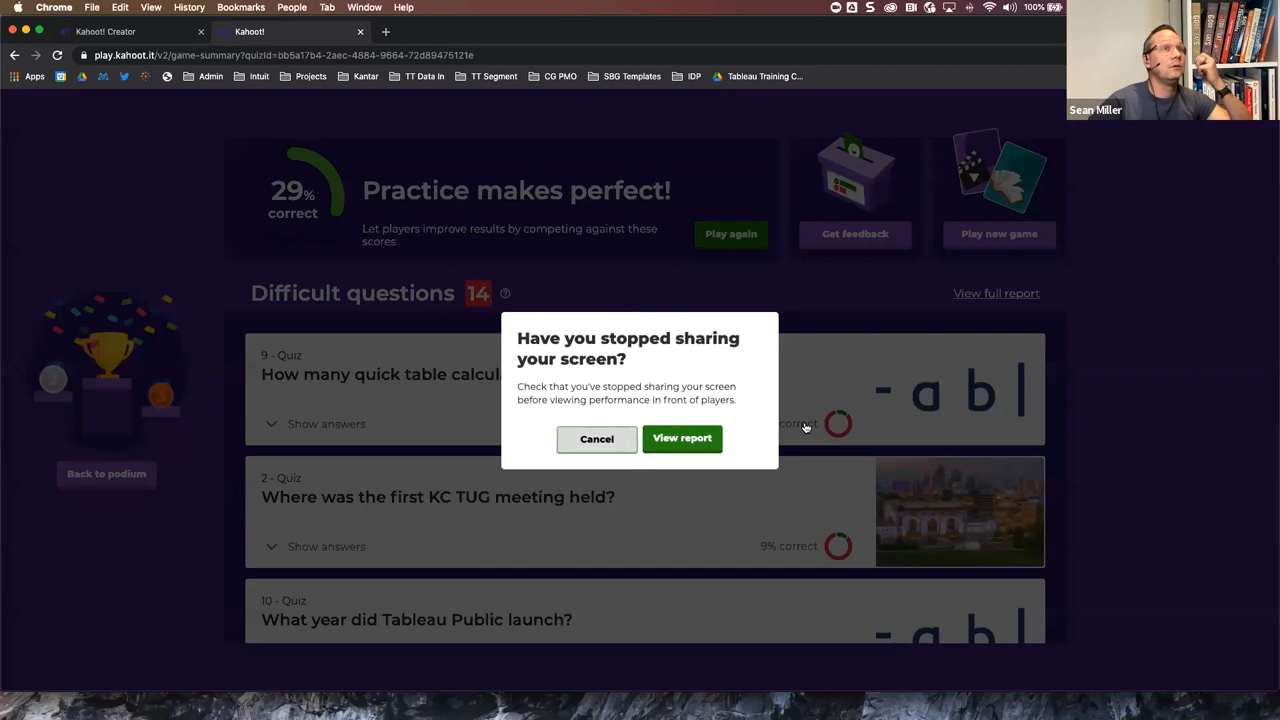 Chrome File Edit View History Bookmarks People Tab Window Help 100%
Kahoot! Creator Kahoot!
play.kahoot.it/v2/game-summary?quizId=bb5a17b4-2aec-4884-9664-72d89475121e
Apps Admin Intuit Projects Kantar TT Data In TT Segment CG PMO SBG Templates IDP Tableau Training C...
Sean Miller
29% correct
Practice makes perfect!
Let players improve results by competing against these
scores
Play again
Get feedback
Play new game
Difficult questions 14
View full report
Have you stopped sharing
your screen?
Check that you've stopped sharing your screen
before viewing performance in front of players.
Cancel View report
9 - Quiz
How many quick table calcul
Show answers
correct
- a b l
Back to podium
2 - Quiz
Where was the first KC TUG meeting held?
Show answers
9% correct
10 - Quiz
What year did Tableau Public launch?
- a b l